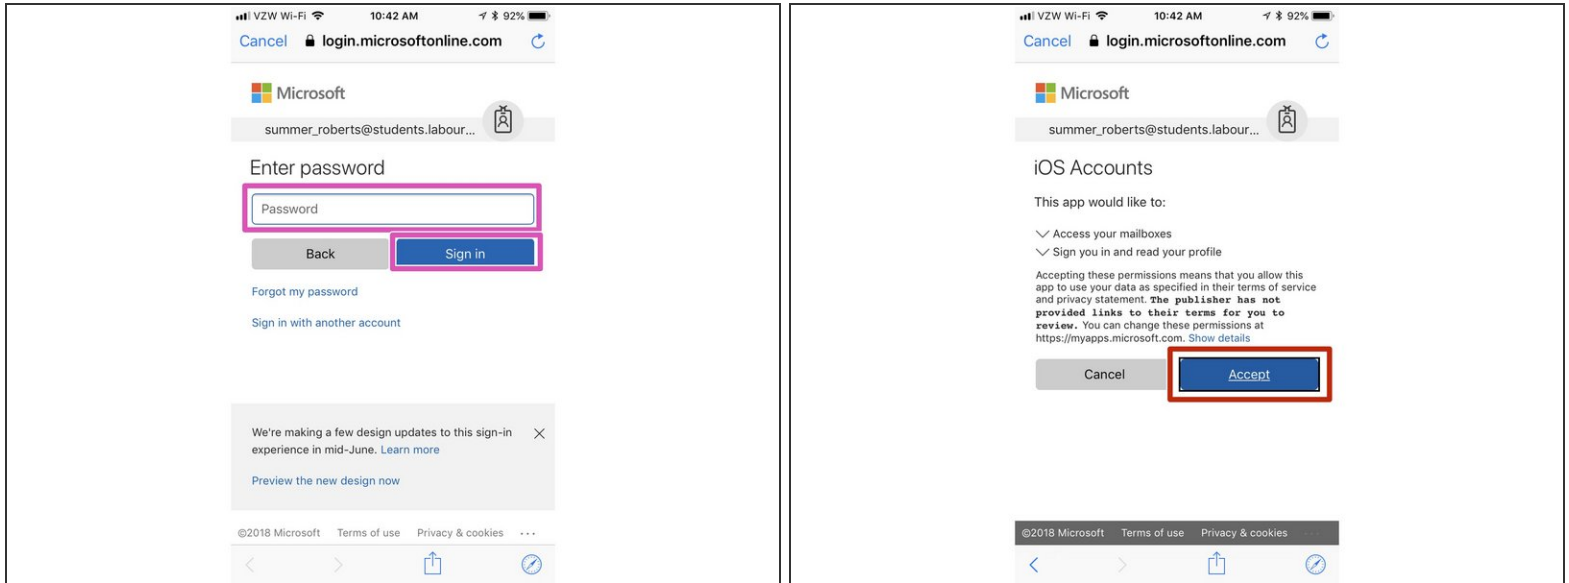 VZW Wi-Fi 10:42 AM 92%
Cancel login.microsoftonline.com
Microsoft
summer_roberts@students.labour...
Enter password
Password
Back Sign in
Forgot my password
Sign in with another account
We're making a few design updates to this sign-in
experience in mid-June. Learn more
Preview the new design now
©2018 Microsoft Terms of use Privacy & cookies ...
VZW Wi-Fi 10:42 AM 92%
Cancel login.microsoftonline.com
Microsoft
summer_roberts@students.labour...
iOS Accounts
This app would like to:
Access your mailboxes
Sign you in and read your profile
Accepting these permissions means that you allow this
app to use your data as specified in their terms of service
and privacy statement. The publisher has not
provided links to their terms for you to
review. You can change these permissions at
https://myapps.microsoft.com. Show details
Cancel Accept
©2018 Microsoft Terms of use Privacy & cookies ...